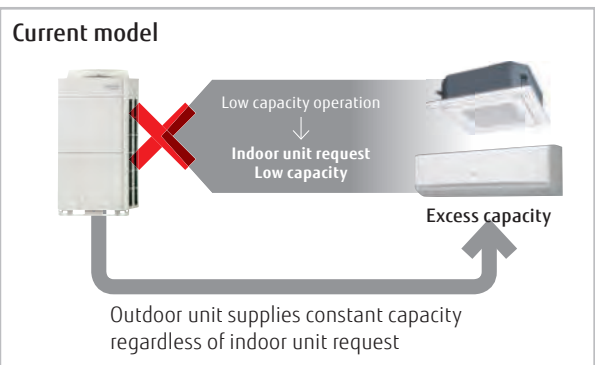 Current model
Low capacity operation
↓
Indoor unit request
Low capacity
Excess capacity
Outdoor unit supplies constant capacity
regardless of indoor unit request